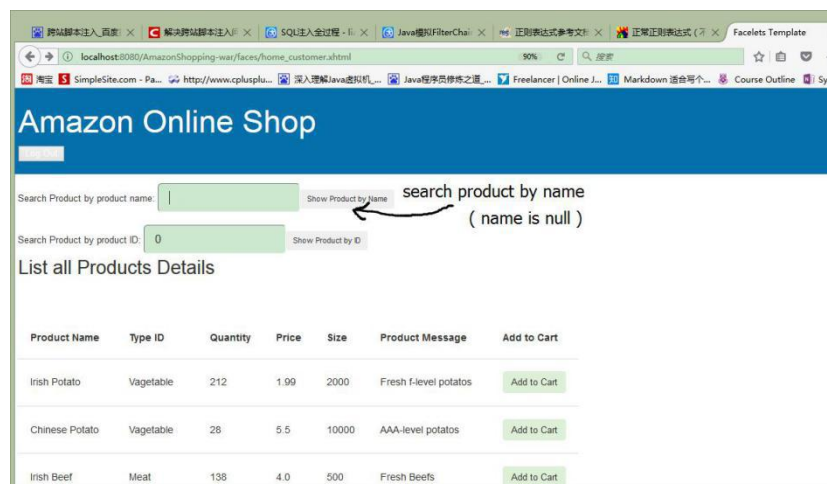 跨站脚本注入_百度 × 解决跨站脚本注入 × SQL注入全过程 - li × Java模拟FilterChai × 正则表达式参考文档 × 正常正则表达式 ( × Facelets Template
localhost:8080/AmazonShopping-war/faces/home_customer.xhtml 90% 搜索
淘宝 SimpleSite.com - Pa... http://www.cplusplu... 深入理解Java虚拟机_... Java程序员修炼之道_... Freelancer | Online J... Markdown 适合写个... Course Outline Sy
Amazon Online Shop
Log Out
Search Product by product name: Show Product by Name search product by name
( name is null )
Search Product by product ID: 0 Show Product by ID
List all Products Details
Product Name Type ID Quantity Price Size Product Message Add to Cart
Irish Potato Vagetable 212 1.99 2000 Fresh f-level potatos Add to Cart
Chinese Potato Vagetable 28 5.5 10000 AAA-level potatos Add to Cart
Irish Beef Meat 138 4.0 500 Fresh Beefs Add to Cart